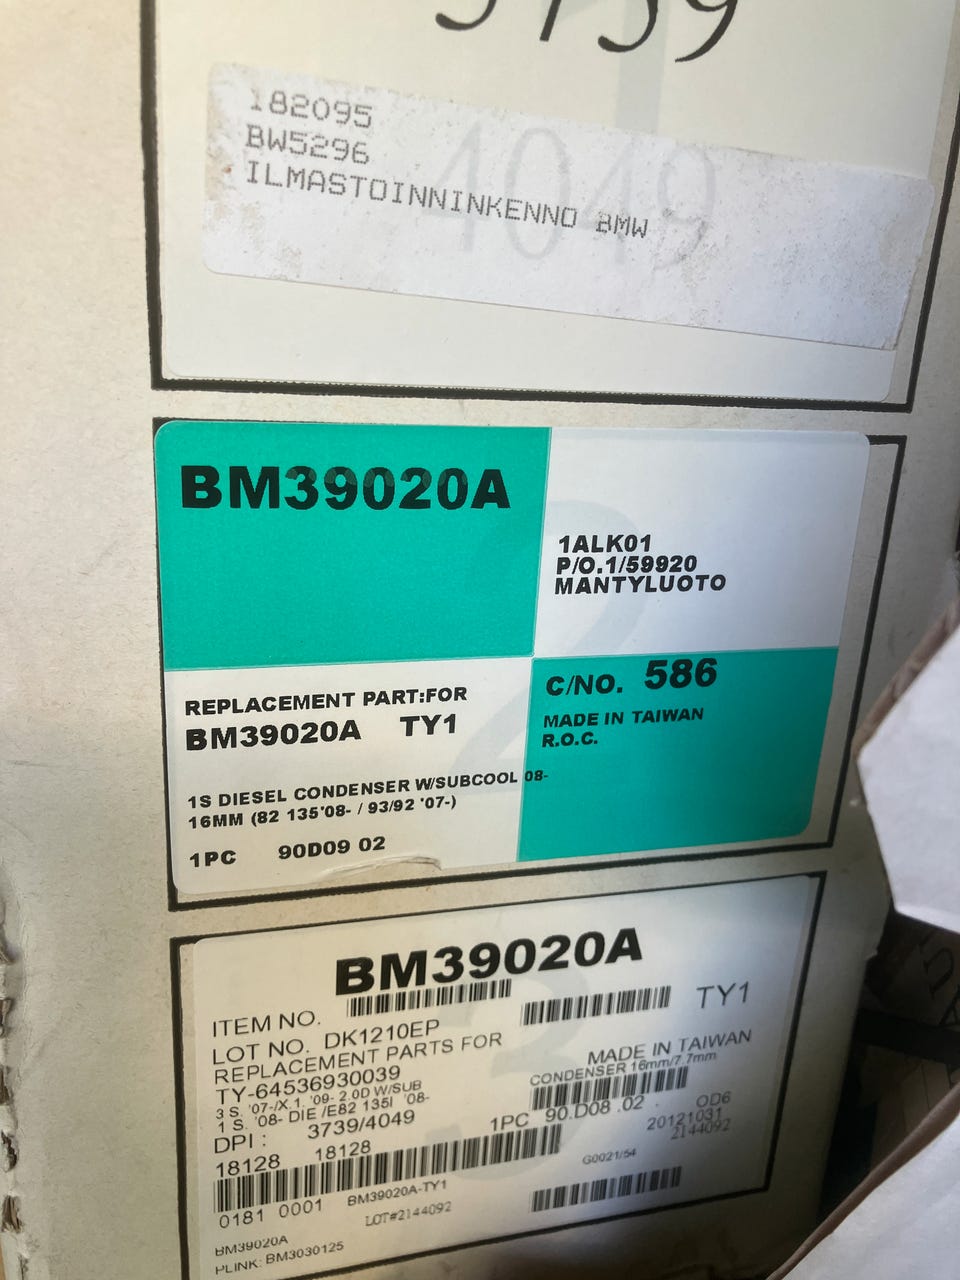 4049
182095
BW5296
ILMASTOINNINKENNO BMW
BM39020A
1ALK01
P/O.1/59920
MANTYLUOTO
REPLACEMENT PART:FOR
BM39020A TY1
1S DIESEL CONDENSER W/SUBCOOL 08-
16MM (82 135'08- / 93/92 '07-)
1PC 90D09 02
C/NO. 586
MADE IN TAIWAN
R.O.C.
BM39020A
ITEM NO. TY1
LOT NO. DK1210EP
REPLACEMENT PARTS FOR
TY-64536930039
3 S. '07-/X.1. '09- 2.0D W/SUB
1 S. '08- DIE /E82 135I '08-
DPI : 3739/4049
MADE IN TAIWAN
CONDENSER 16mm/7.7mm
1PC 90.D08 .02 . OD6
20121031
2144092
18128 18128
G0021/54
0181 0001 BM39020A-TY1
LOT#2144092
BM39020A
PLINK: BM3030125